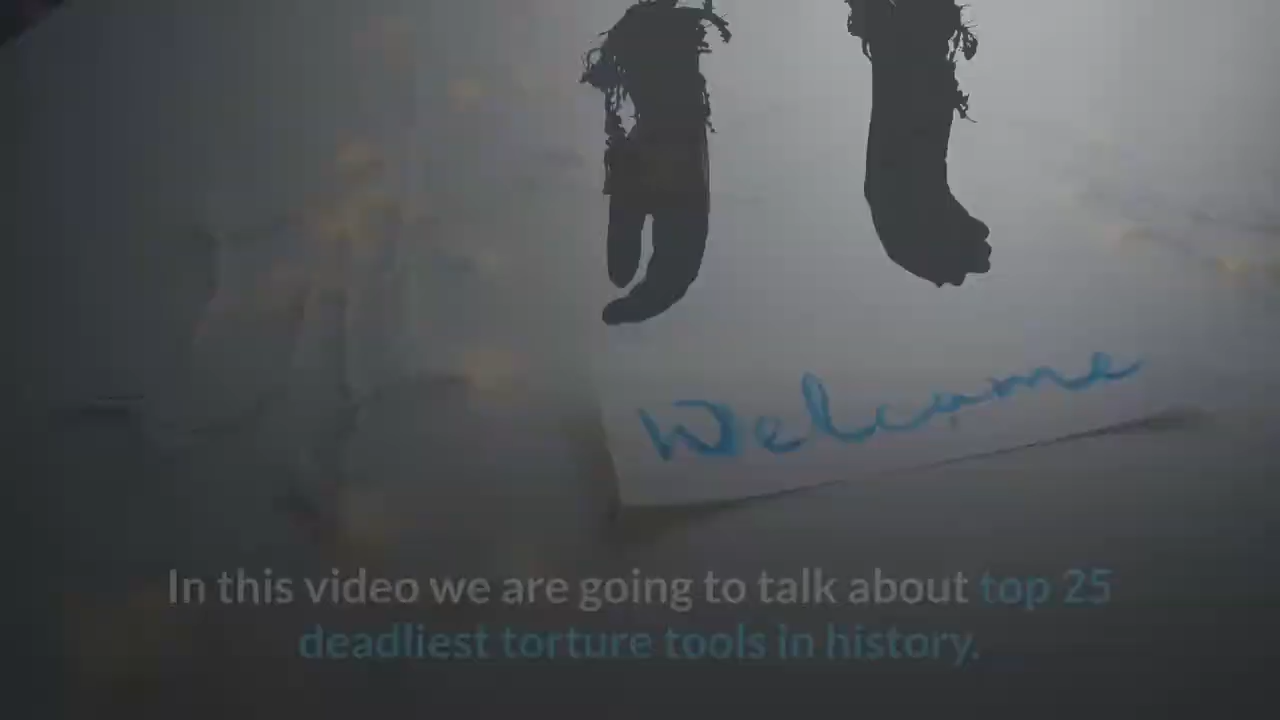 Welcome
In this video we are going to talk about top 25
deadliest torture tools in history.